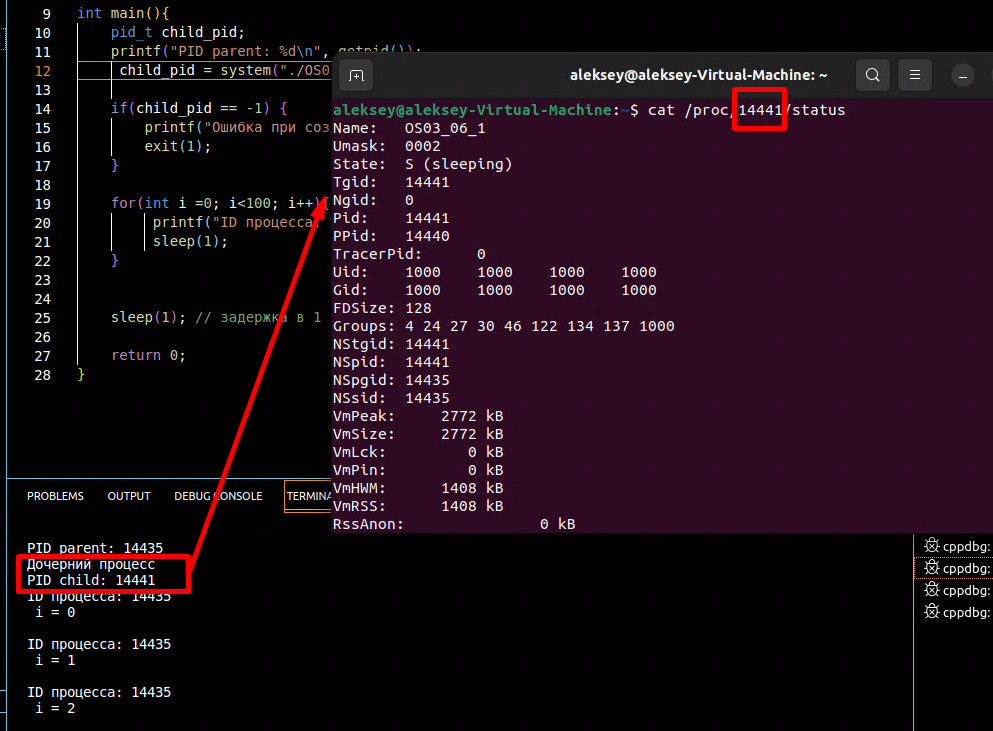 9 int main(){
10 pid_t child_pid;
11 printf("PID parent: %d\n", getpid());
12 child_pid = system("./OS0
13
14 if(child_pid == -1) {
15 printf("Ошибка при соз
16 exit(1);
17 }
18
19 for(int i =0; i<100; i++){
20 printf("ID процесса:
21 sleep(1);
22 }
23
24
25 sleep(1); // задержка в 1
26
27 return 0;
28 }
aleksey@aleksey-Virtual-Machine: ~
aleksey@aleksey-Virtual-Machine:~$ cat /proc/14441/status
Name: OS03_06_1
Umask: 0002
State: S (sleeping)
Tgid: 14441
Ngid: 0
Pid: 14441
PPid: 14440
TracerPid: 0
Uid: 1000 1000 1000 1000
Gid: 1000 1000 1000 1000
FDSize: 128
Groups: 4 24 27 30 46 122 134 137 1000
NStgid: 14441
NSpid: 14441
NSpgid: 14435
NSsid: 14435
VmPeak: 2772 kB
VmSize: 2772 kB
VmLck: 0 kB
VmPin: 0 kB
VmHWM: 1408 kB
VmRSS: 1408 kB
RssAnon: 0 kB
PROBLEMS OUTPUT DEBUG CONSOLE TERMINA
PID parent: 14435
Дочерний процесс
PID child: 14441
ID процесса: 14435
i = 0
ID процесса: 14435
i = 1
ID процесса: 14435
i = 2
cppdbg:
cppdbg:
cppdbg:
cppdbg: